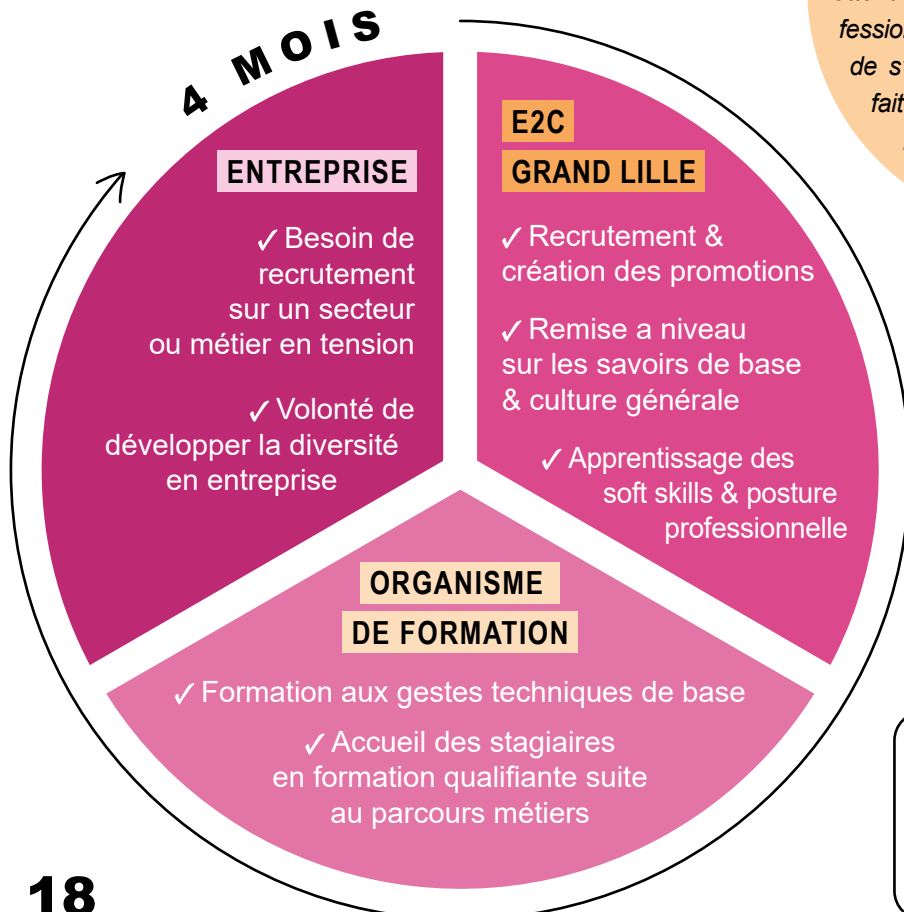 4 MOIS
ENTREPRISE
✓ Besoin de
recrutement
sur un secteur
ou métier en tension
✓ Volonté de
développer la diversité
en entreprise
E2C
GRAND LILLE
✓ Recrutement &
création des promotions
✓ Remise a niveau
sur les savoirs de base
& culture générale
✓ Apprentissage des
soft skills & posture
professionnelle
ORGANISME
DE FORMATION
✓ Formation aux gestes techniques de base
✓ Accueil des stagiaires
en formation qualifiante suite
au parcours métiers
fession
de s'
fait
18